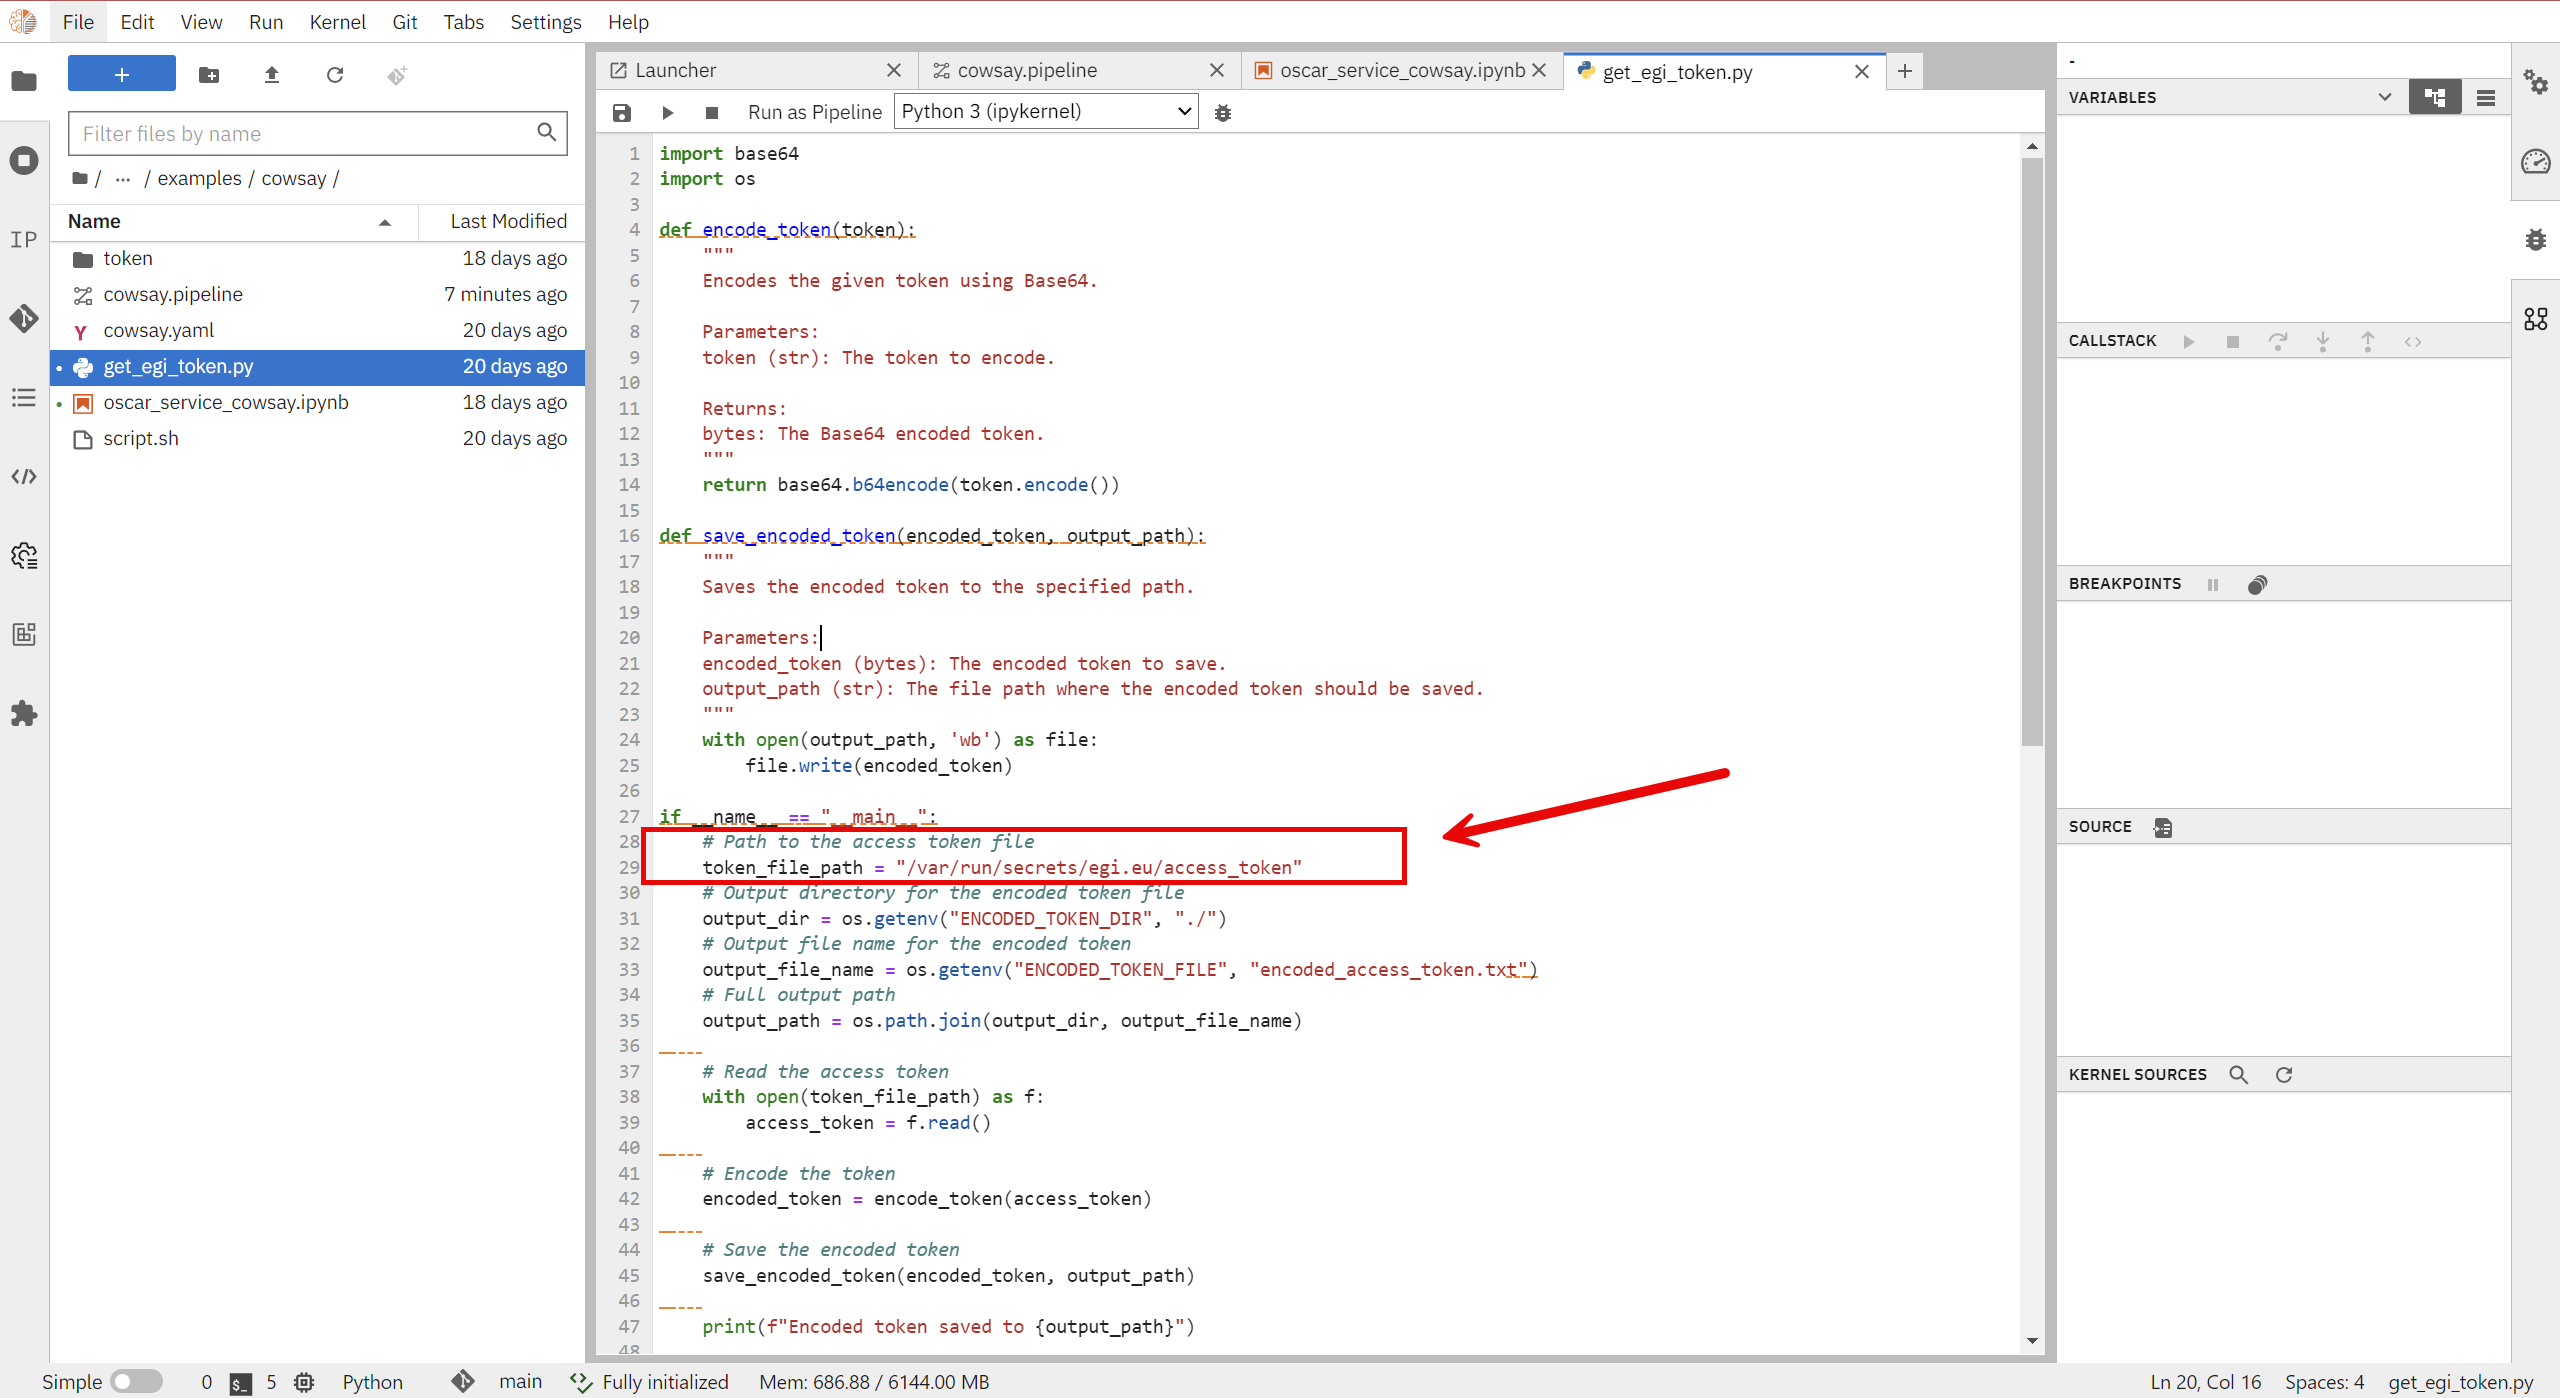 File Edit View Run Kernel Git Tabs Settings Help
+
Filter files by name
/ ... / examples / cowsay /
Name Last Modified
token 18 days ago
cowsay.pipeline 7 minutes ago
cowsay.yaml 20 days ago
get_egi_token.py 20 days ago
oscar_service_cowsay.ipynb 18 days ago
script.sh 20 days ago
IP
Launcher cowsay.pipeline oscar_service_cowsay.ipynb get_egi_token.py
Run as Pipeline Python 3 (ipykernel)
1 import base64
2 import os
3
4 def encode_token(token):
5 """
6 Encodes the given token using Base64.
7
8 Parameters:
9 token (str): The token to encode.
10
11 Returns:
12 bytes: The Base64 encoded token.
13 """
14 return base64.b64encode(token.encode())
15
16 def save_encoded_token(encoded_token, output_path):
17 """
18 Saves the encoded token to the specified path.
19
20 Parameters:
21 encoded_token (bytes): The encoded token to save.
22 output_path (str): The file path where the encoded token should be saved.
23 """
24 with open(output_path, 'wb') as file:
25 file.write(encoded_token)
26
27 if __name__ == "__main__":
28 # Path to the access token file
29 token_file_path = "/var/run/secrets/egi.eu/access_token"
30 # Output directory for the encoded token file
31 output_dir = os.getenv("ENCODED_TOKEN_DIR", "./")
32 # Output file name for the encoded token
33 output_file_name = os.getenv("ENCODED_TOKEN_FILE", "encoded_access_token.txt")
34 # Full output path
35 output_path = os.path.join(output_dir, output_file_name)
36
37 # Read the access token
38 with open(token_file_path) as f:
39 access_token = f.read()
40
41 # Encode the token
42 encoded_token = encode_token(access_token)
43
44 # Save the encoded token
45 save_encoded_token(encoded_token, output_path)
46
47 print(f"Encoded token saved to {output_path}")
48
-
VARIABLES
CALLSTACK
BREAKPOINTS
SOURCE
KERNEL SOURCES
Simple 0 $_ 5 Python main Fully initialized Mem: 686.88 / 6144.00 MB Ln 20, Col 16 Spaces: 4 get_egi_token.py